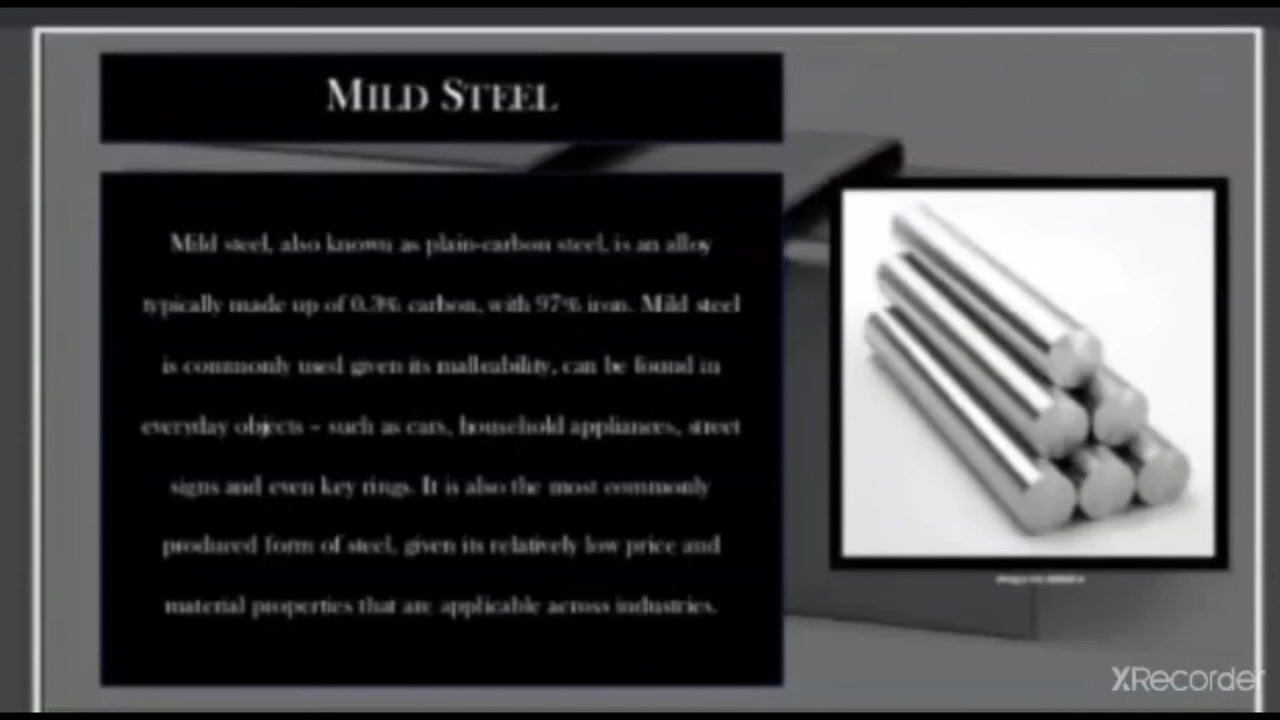 MILD STEEL
Mild steel, also known as plain-carbon steel, is an alloy
typically made up of 0.3% carbon, with 97% iron. Mild steel
is commonly used given its malleability, can be found in
everyday objects – such as cars, household appliances, street
signs and even key rings. It is also the most commonly
produced form of steel, given its relatively low price and
material properties that are applicable across industries.
XRecorder